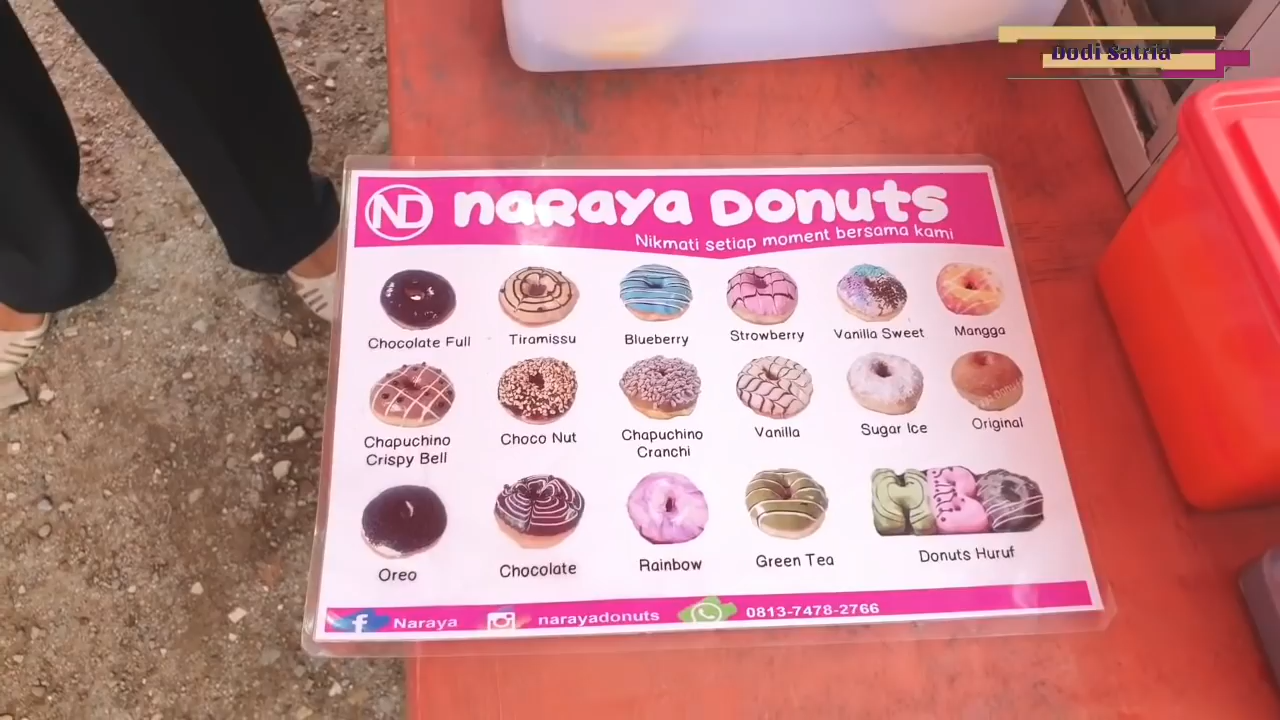 Dodi Satria
ND NaRaya Donuts
Nikmati setiap moment bersama kami
Chocolate Full Tiramissu Blueberry Strowberry Vanilla Sweet Mangga
Chapuchino Crispy Bell Choco Nut Chapuchino Cranchi Vanilla Sugar Ice Original
Oreo Chocolate Rainbow Green Tea Donuts Huruf
Naraya narayadonuts 0813-7478-2766